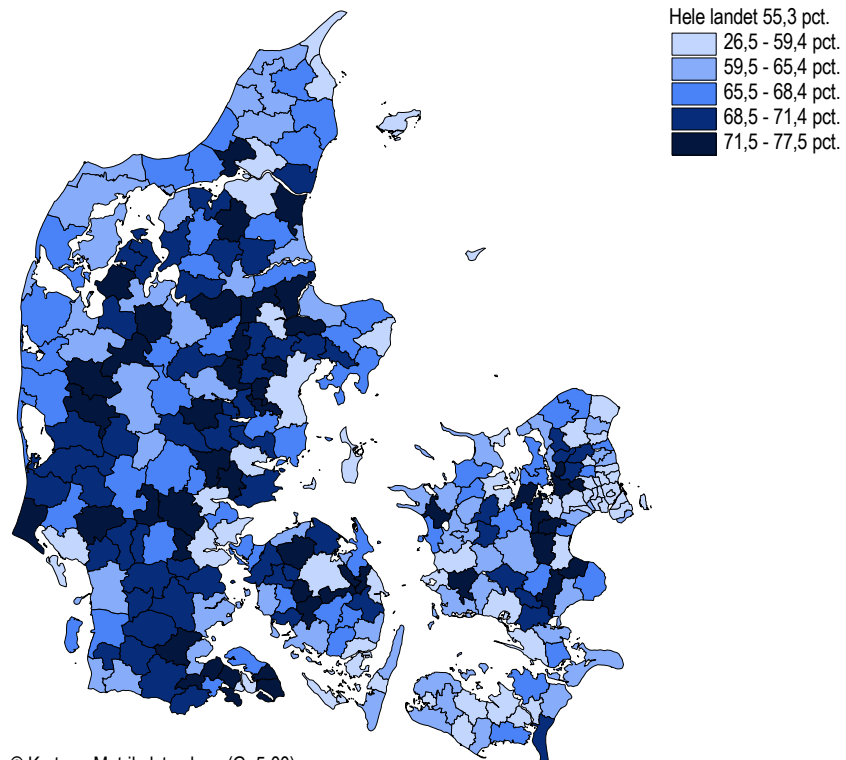 Hele landet 55,3 pct.
26,5 - 59,4 pct.
59,5 - 65,4 pct.
65,5 - 68,4 pct.
68,5 - 71,4 pct.
71,5 - 77,5 pct.